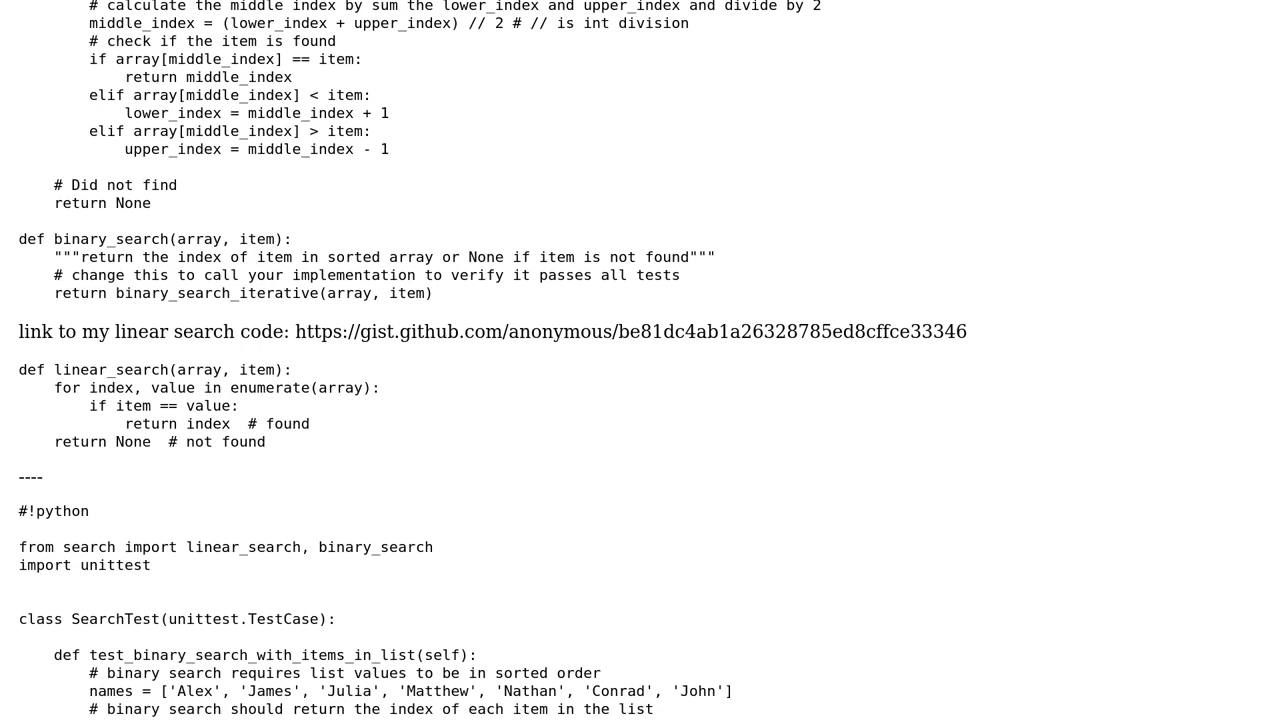 # calculate the middle index by sum the lower_index and upper_index and divide by 2
        middle_index = (lower_index + upper_index) // 2 # // is int division
        # check if the item is found
        if array[middle_index] == item:
            return middle_index
        elif array[middle_index] < item:
            lower_index = middle_index + 1
        elif array[middle_index] > item:
            upper_index = middle_index - 1

    # Did not find
    return None

def binary_search(array, item):
    """return the index of item in sorted array or None if item is not found"""
    # change this to call your implementation to verify it passes all tests
    return binary_search_iterative(array, item)

link to my linear search code: https://gist.github.com/anonymous/be81dc4ab1a26328785ed8cffce33346

def linear_search(array, item):
    for index, value in enumerate(array):
        if item == value:
            return index  # found
    return None  # not found

----

#!python

from search import linear_search, binary_search
import unittest


class SearchTest(unittest.TestCase):

    def test_binary_search_with_items_in_list(self):
        # binary search requires list values to be in sorted order
        names = ['Alex', 'James', 'Julia', 'Matthew', 'Nathan', 'Conrad', 'John']
        # binary search should return the index of each item in the list